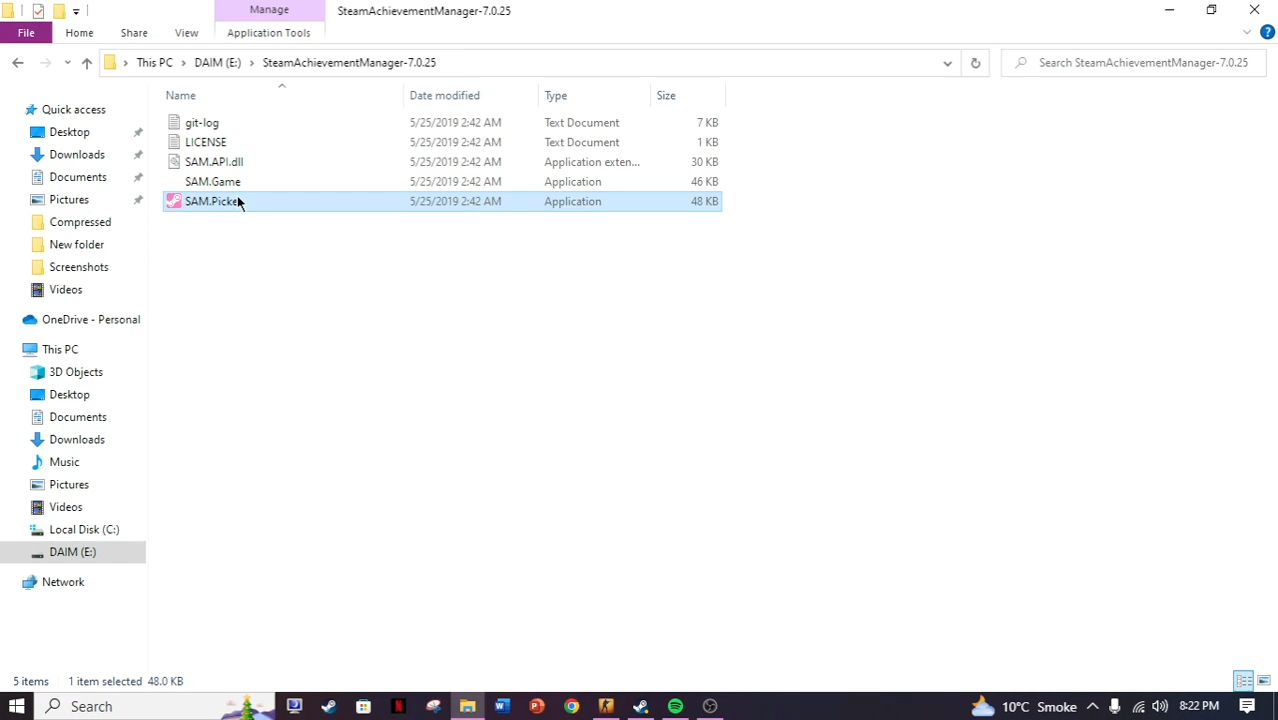 Manage
SteamAchievementManager-7.0.25
File
Home
Share
View
Application Tools
This PC
DAIM (E:)
SteamAchievementManager-7.0.25
Search SteamAchievementManager-7.0.25
Name
Date modified
Type
Size
git-log 5/25/2019 2:42 AM Text Document 7 KB
LICENSE 5/25/2019 2:42 AM Text Document 1 KB
SAM.API.dll 5/25/2019 2:42 AM Application exten... 30 KB
SAM.Game 5/25/2019 2:42 AM Application 46 KB
SAM.Picke 5/25/2019 2:42 AM Application 48 KB
Quick access
Desktop
Downloads
Documents
Pictures
Compressed
New folder
Screenshots
Videos
OneDrive - Personal
This PC
3D Objects
Desktop
Documents
Downloads
Music
Pictures
Videos
Local Disk (C:)
DAIM (E:)
Network
5 items
1 item selected 48.0 KB
Search
10°C Smoke
8:22 PM